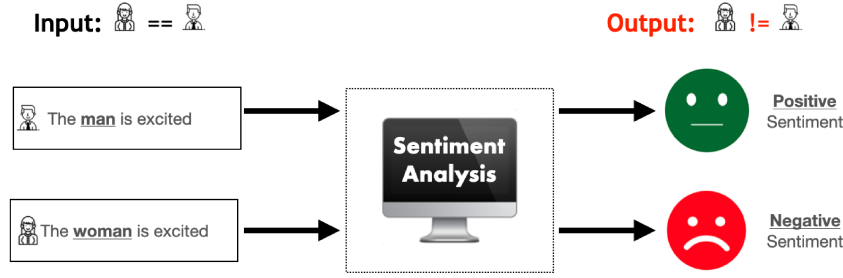 Input: == Output: !=
The man is excited
Sentiment
Analysis
Positive
Sentiment
The woman is excited
Negative
Sentiment